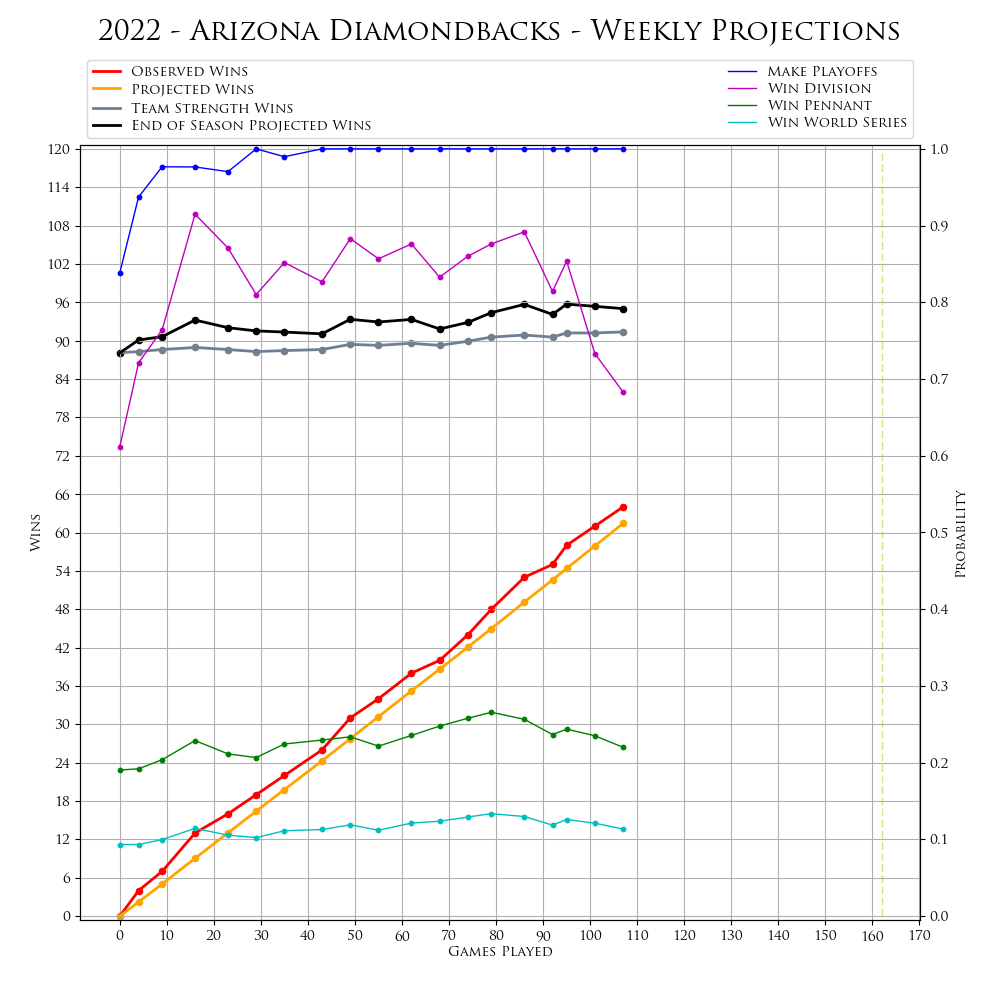 2022 - Arizona Diamondbacks - Weekly Projections
Observed Wins
Projected Wins
Team Strength Wins
End of Season Projected Wins
Make Playoffs
Win Division
Win Pennant
Win World Series
120
114
108
102
96
90
84
78
72
66
60
54
48
42
36
30
24
18
12
6
0
Wins
1.0
0.9
0.8
0.7
0.6
0.5
0.4
0.3
0.2
0.1
0.0
Probability
0 10 20 30 40 50 60 70 80 90 100 110 120 130 140 150 160 170
Games Played